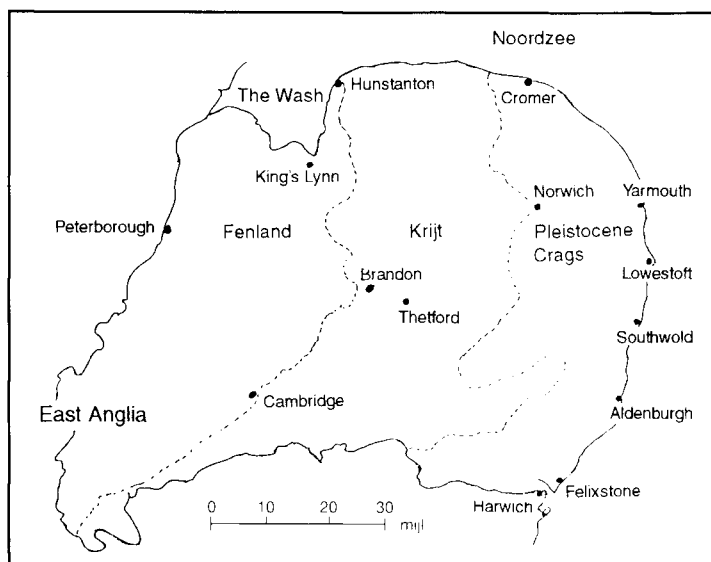 Noordzee
The Wash
Hunstanton
Cromer
King's Lynn
Norwich
Yarmouth
Peterborough
Fenland
Krijt
Pleistocene
Crags
Brandon
Lowestoft
Thetford
Southwold
Cambridge
Aldenburgh
East Anglia
Felixstone
Harwich
0 10 20 30
mijl